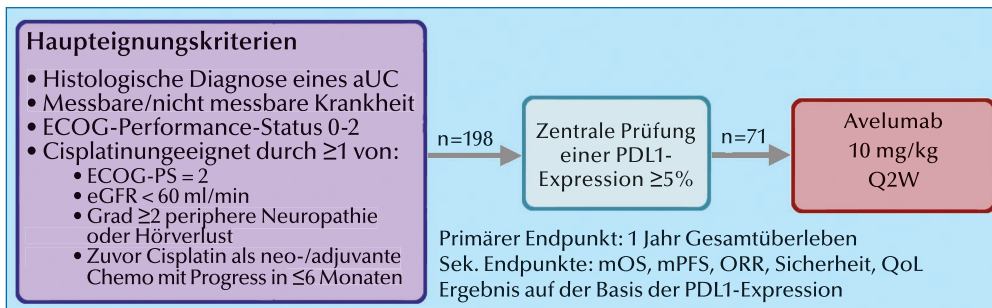 Haupteignungskriterien
• Histologische Diagnose eines aUC
• Messbare/nicht messbare Krankheit
• ECOG-Performance-Status 0-2
• Cisplatinungeeignet durch ≥1 von:
• ECOG-PS = 2
• eGFR < 60 ml/min
• Grad ≥2 periphere Neuropathie
oder Hörverlust
• Zuvor Cisplatin als neo-/adjuvante
Chemo mit Progress in ≤6 Monaten
n=198
Zentrale Prüfung
einer PDL1-
Expression ≥5%
n=71
Avelumab
10 mg/kg
Q2W
Primärer Endpunkt: 1 Jahr Gesamtüberleben
Sek. Endpunkte: mOS, mPFS, ORR, Sicherheit, QoL
Ergebnis auf der Basis der PDL1-Expression